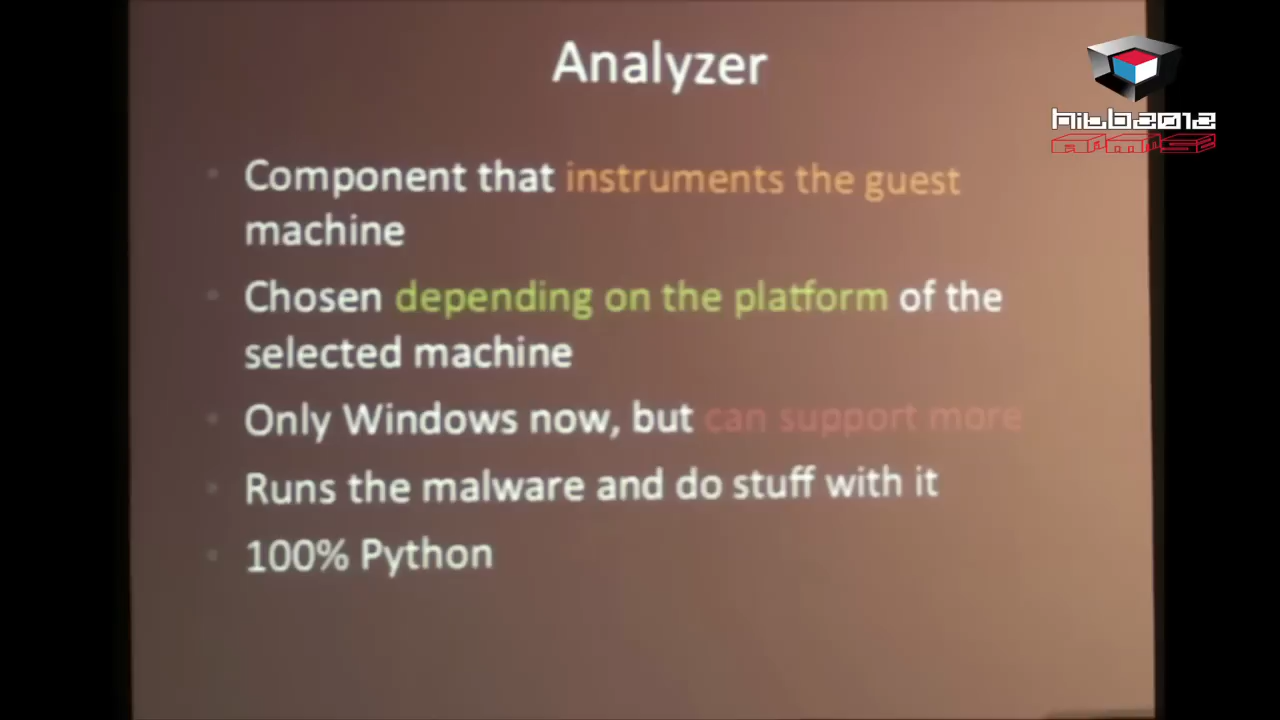 Analyzer
hitb2012
AMS
Component that instruments the guest
machine
Chosen depending on the platform of the
selected machine
Only Windows now, but can support more
Runs the malware and do stuff with it
100% Python